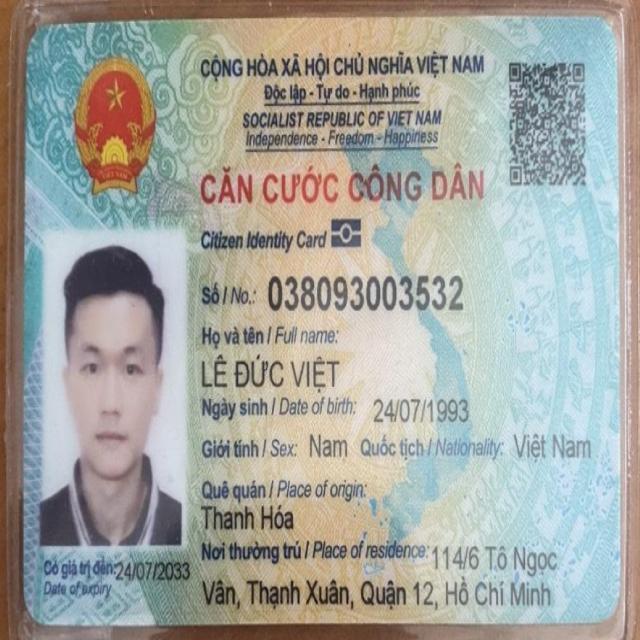 CỘNG HÒA XÃ HỘI CHỦ NGHĨA VIỆT NAM
Độc lập - Tự do - Hạnh phúc
SOCIALIST REPUBLIC OF VIET NAM
Independence - Freedom - Happiness
CĂN CƯỚC CÔNG DÂN
Citizen Identity Card
Số / No.: 038093003532
Họ và tên / Full name:
LÊ ĐỨC VIỆT
Ngày sinh / Date of birth: 24/07/1993
Giới tính / Sex: Nam Quốc tịch / Nationality: Việt Nam
Quê quán / Place of origin:
Thanh Hóa
Nơi thường trú / Place of residence: 114/6 Tô Ngọc
Vân, Thạnh Xuân, Quận 12, Hồ Chí Minh
Có giá trị đến: 24/07/2033
Date of expiry